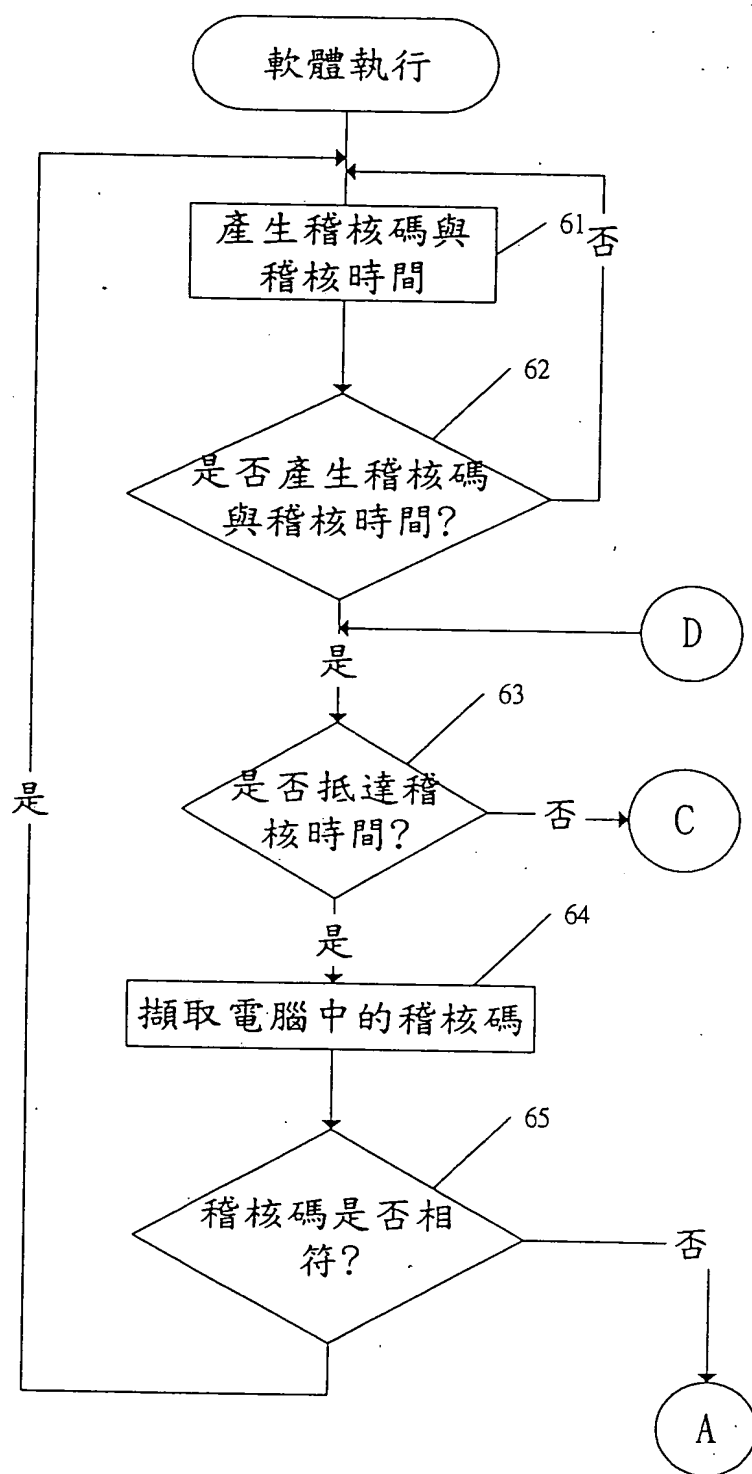 軟體執行
產生稽核碼與
稽核時間
61
否
62
是否產生稽核碼
與稽核時間?
D
是
63
是否抵達稽
核時間?
否
C
是
是
64
擷取電腦中的稽核碼
65
稽核碼是否相
符?
否
A